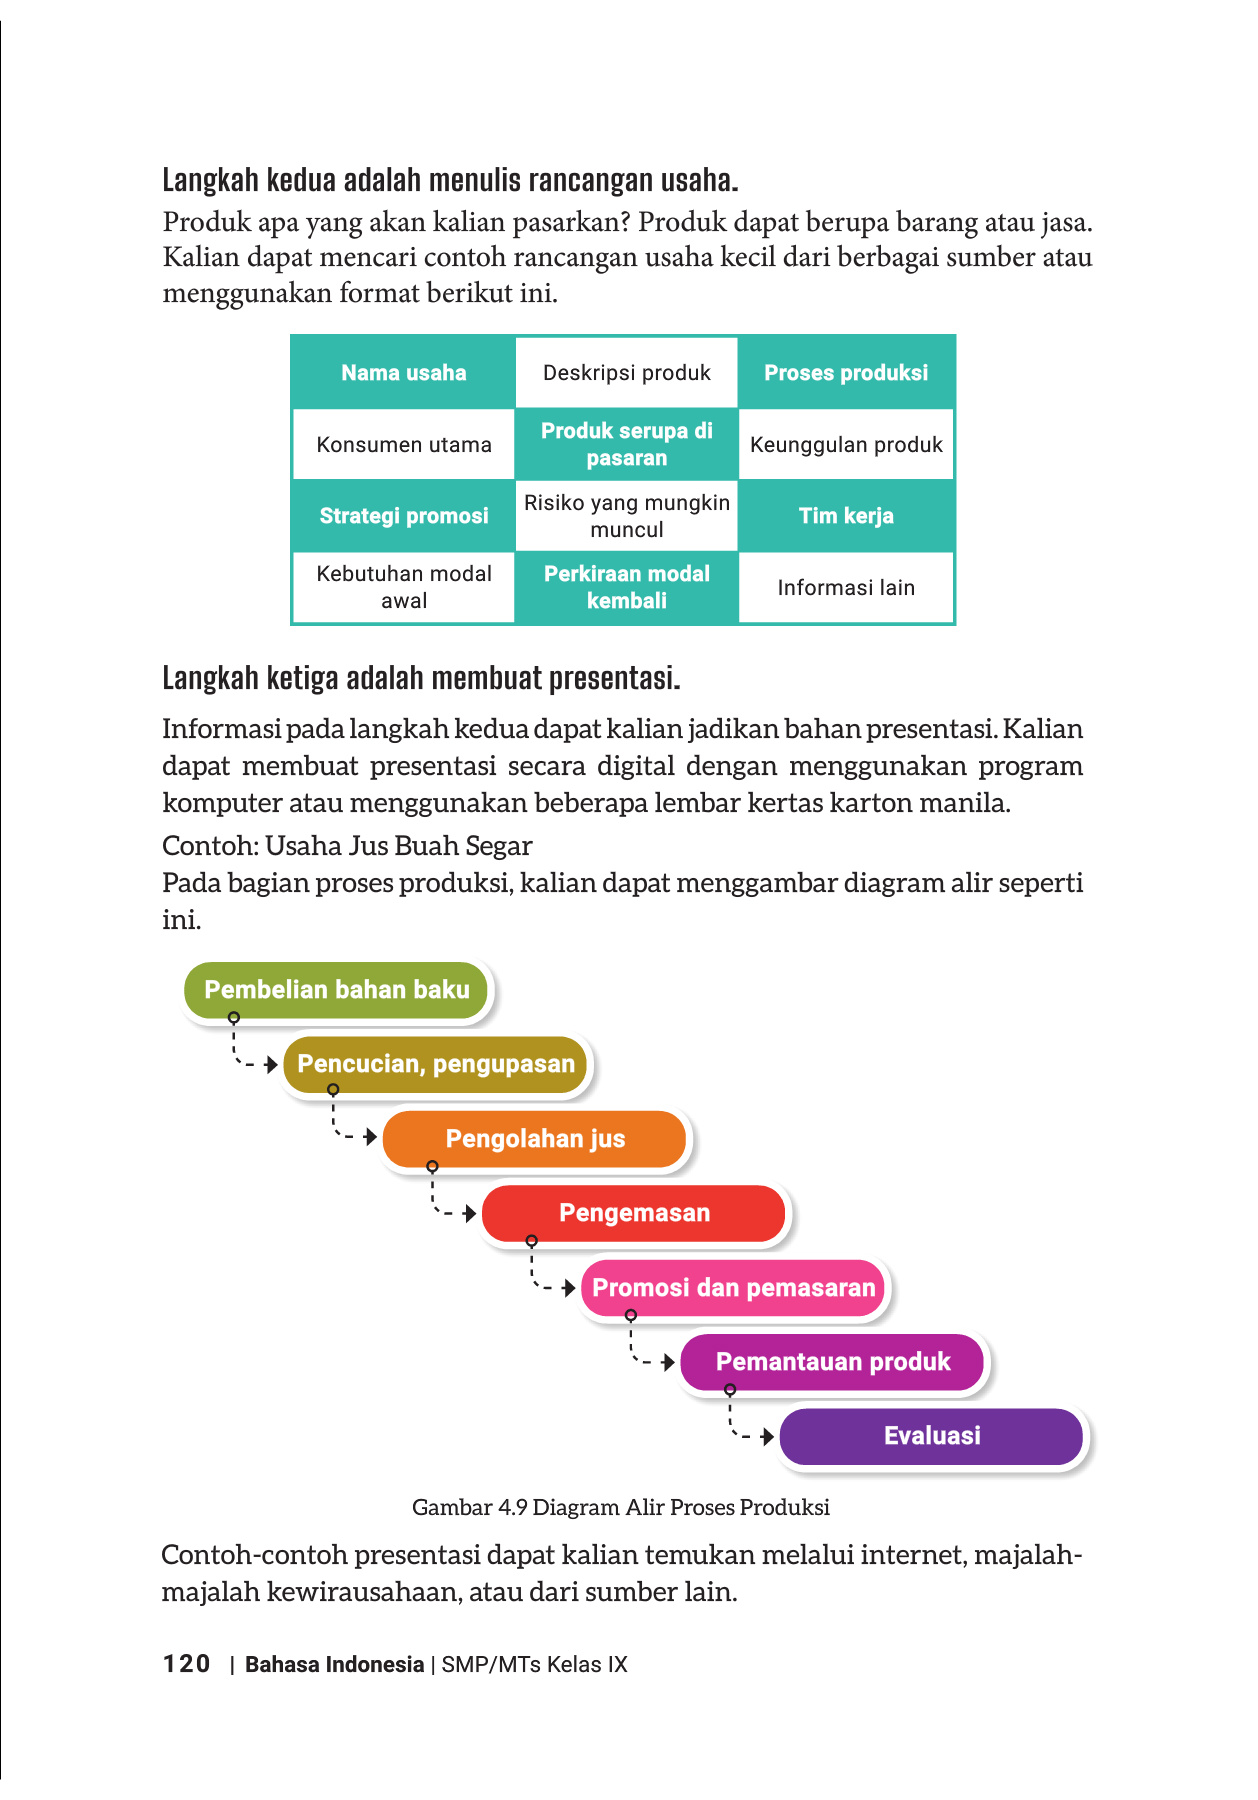 Langkah kedua adalah menulis rancangan usaha.
Produk apa yang akan kalian pasarkan? Produk dapat berupa barang atau jasa.
Kalian dapat mencari contoh rancangan usaha kecil dari berbagai sumber atau
menggunakan format berikut ini.
Nama usaha
Deskripsi produk
Proses produksi
Konsumen utama
Produk serupa di
pasaran
Keunggulan produk
Strategi promosi
Risiko yang mungkin
muncul
Tim kerja
Kebutuhan modal
awal
Perkiraan modal
kembali
Informasi lain
Langkah ketiga adalah membuat presentasi.
Informasi pada langkah kedua dapat kalian jadikan bahan presentasi. Kalian
dapat membuat presentasi secara digital dengan menggunakan program
komputer atau menggunakan beberapa lembar kertas karton manila.
Contoh: Usaha Jus Buah Segar
Pada bagian proses produksi, kalian dapat menggambar diagram alir seperti
ini.
Pembelian bahan baku
Pencucian, pengupasan
Pengolahan jus
Pengemasan
Promosi dan pemasaran
Pemantauan produk
Evaluasi
Gambar 4.9 Diagram Alir Proses Produksi
Contoh-contoh presentasi dapat kalian temukan melalui internet, majalah-
majalah kewirausahaan, atau dari sumber lain.
120 | Bahasa Indonesia | SMP/MTs Kelas IX